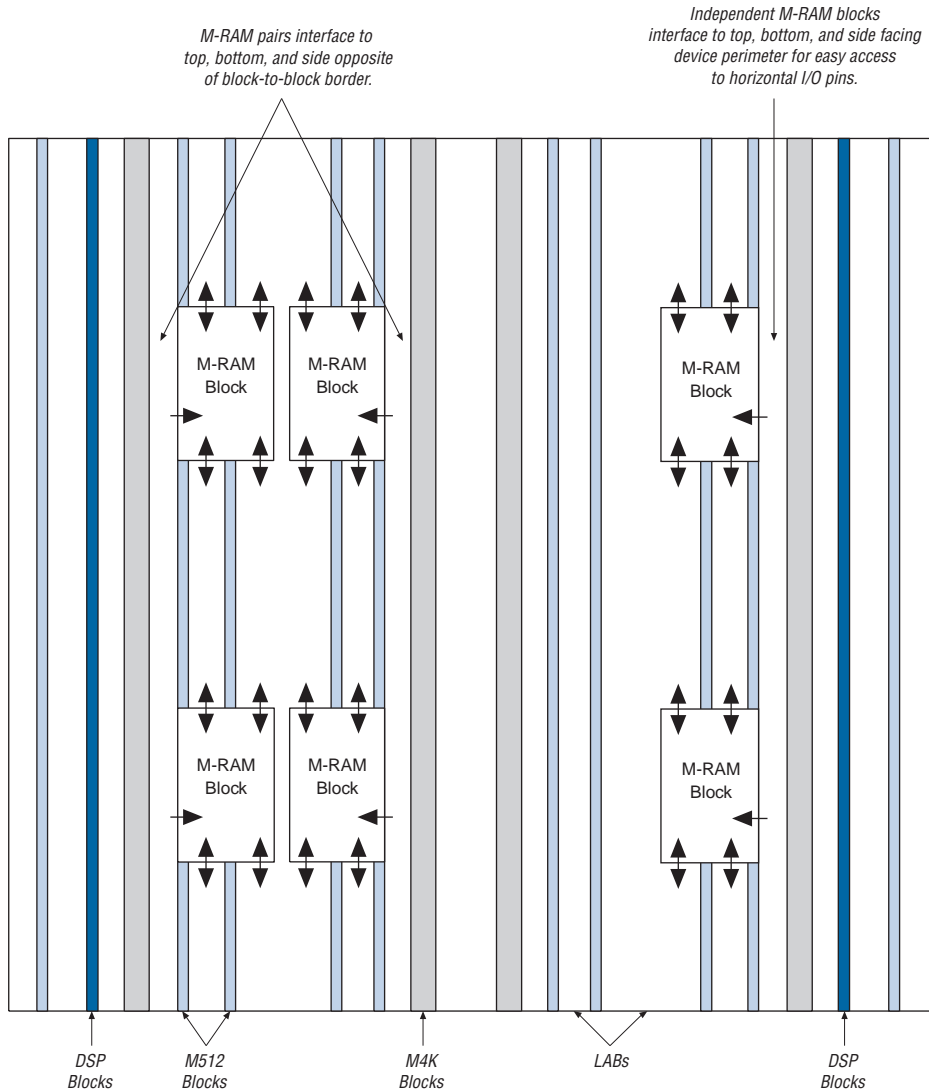 M-RAM pairs interface to
top, bottom, and side opposite
of block-to-block border.
Independent M-RAM blocks
interface to top, bottom, and side facing
device perimeter for easy access
to horizontal I/O pins.
M-RAM
Block
M-RAM
Block
M-RAM
Block
M-RAM
Block
M-RAM
Block
M-RAM
Block
DSP
Blocks
M512
Blocks
M4K
Blocks
LABs
DSP
Blocks